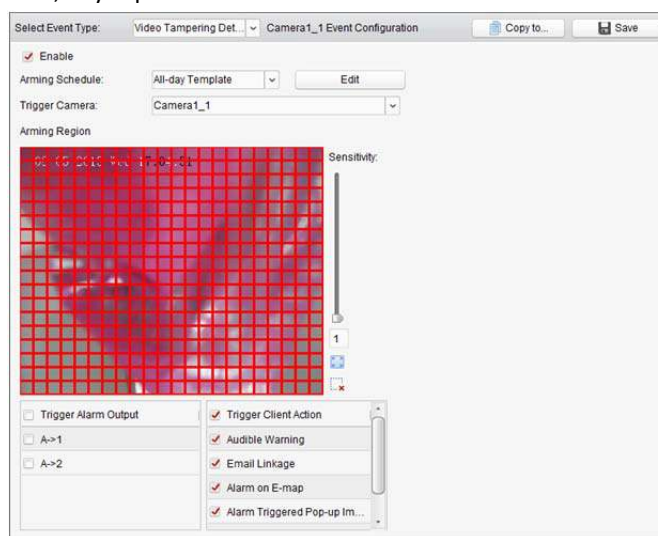 Select Event Type: Video Tampering Det... Camera1_1 Event Configuration Copy to... Save
Enable
Arming Schedule: All-day Template Edit
Trigger Camera: Camera1_1
Arming Region
Sensitivity:
1
Trigger Alarm Output
A->1
A->2
Trigger Client Action
Audible Warning
Email Linkage
Alarm on E-map
Alarm Triggered Pop-up Im...